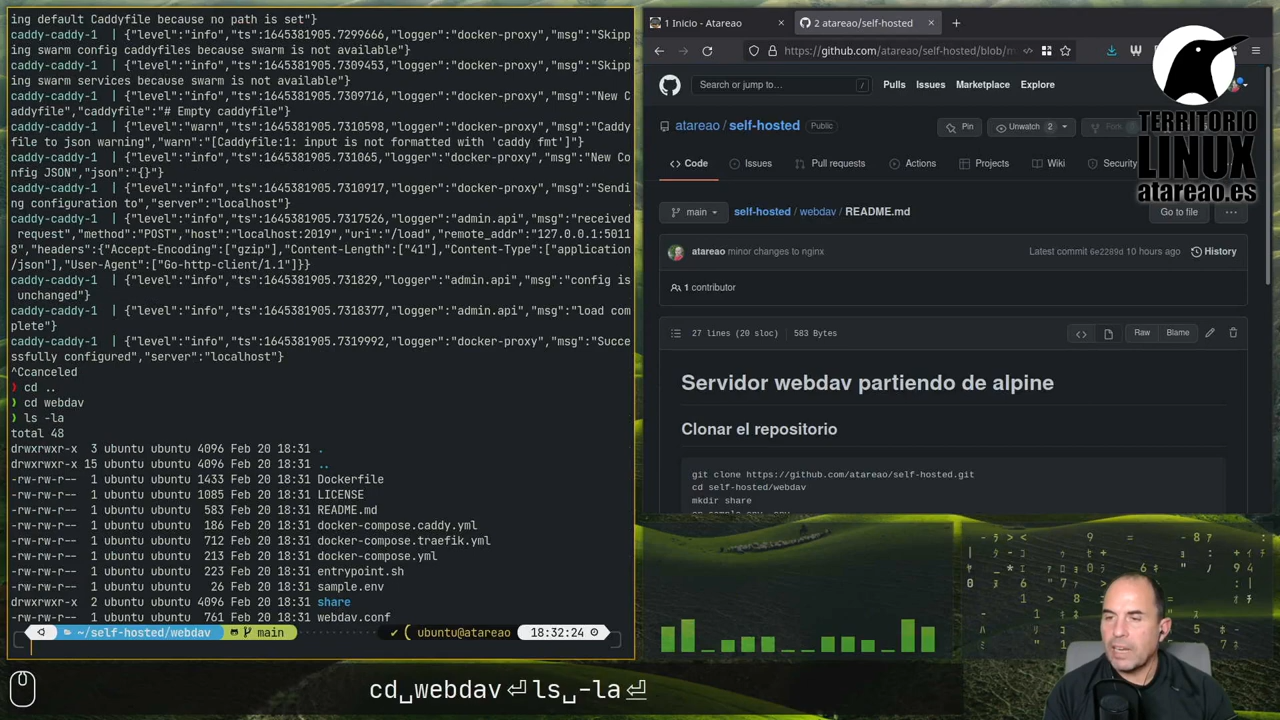 ing default Caddyfile because no path is set"}
caddy-caddy-1  | {"level":"info","ts":1645381905.7299666,"logger":"docker-proxy","msg":"Skipp
ing swarm config caddyfiles because swarm is not available"}
caddy-caddy-1  | {"level":"info","ts":1645381905.7309453,"logger":"docker-proxy","msg":"Skipp
ing swarm services because swarm is not available"}
caddy-caddy-1  | {"level":"info","ts":1645381905.7309716,"logger":"docker-proxy","msg":"New C
addyfile","caddyfile":"# Empty caddyfile"}
caddy-caddy-1  | {"level":"warn","ts":1645381905.7310598,"logger":"docker-proxy","msg":"Caddy
file to json warning","warn":"[Caddyfile:1: input is not formatted with 'caddy fmt']"}
caddy-caddy-1  | {"level":"info","ts":1645381905.731065,"logger":"docker-proxy","msg":"New Co
nfig JSON","json":"{}"}
caddy-caddy-1  | {"level":"info","ts":1645381905.7310917,"logger":"docker-proxy","msg":"Sendi
ng configuration to","server":"localhost"}
caddy-caddy-1  | {"level":"info","ts":1645381905.7317526,"logger":"admin.api","msg":"received
 request","method":"POST","host":"localhost:2019","uri":"/load","remote_addr":"127.0.0.1:5011
8","headers":{"Accept-Encoding":["gzip"],"Content-Length":["41"],"Content-Type":["application
/json"],"User-Agent":["Go-http-client/1.1"]}}
caddy-caddy-1  | {"level":"info","ts":1645381905.731829,"logger":"admin.api","msg":"config is
 unchanged"}
caddy-caddy-1  | {"level":"info","ts":1645381905.7318377,"logger":"admin.api","msg":"load com
plete"}
caddy-caddy-1  | {"level":"info","ts":1645381905.7319992,"logger":"docker-proxy","msg":"Succe
ssfully configured","server":"localhost"}
^Ccanceled
❯ cd ..
❯ cd webdav
❯ ls -la
total 48
drwxrwxr-x  3 ubuntu ubuntu 4096 Feb 20 18:31 .
drwxrwxr-x 15 ubuntu ubuntu 4096 Feb 20 18:31 ..
-rw-rw-r--  1 ubuntu ubuntu 1433 Feb 20 18:31 Dockerfile
-rw-rw-r--  1 ubuntu ubuntu 1085 Feb 20 18:31 LICENSE
-rw-rw-r--  1 ubuntu ubuntu  583 Feb 20 18:31 README.md
-rw-rw-r--  1 ubuntu ubuntu  186 Feb 20 18:31 docker-compose.caddy.yml
-rw-rw-r--  1 ubuntu ubuntu  712 Feb 20 18:31 docker-compose.traefik.yml
-rw-rw-r--  1 ubuntu ubuntu  213 Feb 20 18:31 docker-compose.yml
-rw-rw-r--  1 ubuntu ubuntu  223 Feb 20 18:31 entrypoint.sh
-rw-rw-r--  1 ubuntu ubuntu   26 Feb 20 18:31 sample.env
drwxrwxr-x  2 ubuntu ubuntu 4096 Feb 20 18:31 share
-rw-rw-r--  1 ubuntu ubuntu  761 Feb 20 18:31 webdav.conf
~/self-hosted/webdav main ✔ ubuntu@atareao 18:32:24
cd␣webdav⏎ls␣-la⏎
1 Inicio - Atareao
2 atareao/self-hosted
https://github.com/atareao/self-hosted/blob/m
Search or jump to… /
Pulls Issues Marketplace Explore
atareao / self-hosted Public
Pin Unwatch 2 Fork
Code Issues Pull requests Actions Projects Wiki Security
main self-hosted / webdav / README.md Go to file ···
atareao minor changes to nginx Latest commit 6e2289d 10 hours ago History
1 contributor
27 lines (20 sloc) 583 Bytes Raw Blame
Servidor webdav partiendo de alpine
Clonar el repositorio
git clone https://github.com/atareao/self-hosted.git
cd self-hosted/webdav
mkdir share
TERRITORIO
LINUX
atareao.es